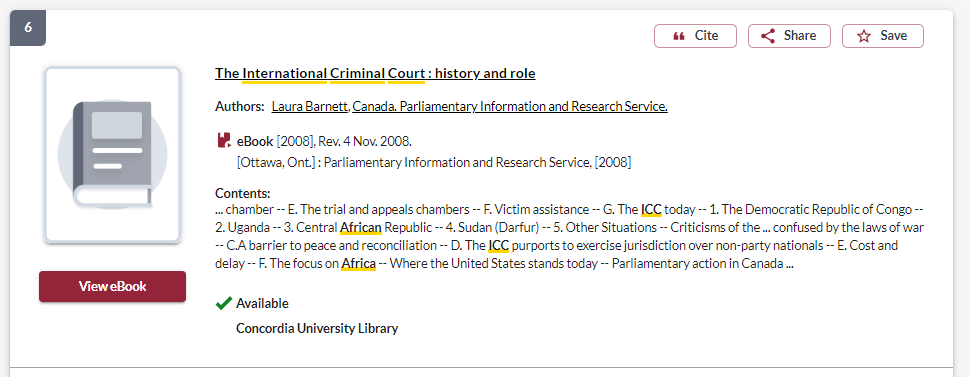 6
Cite Share Save
The International Criminal Court : history and role
Authors: Laura Barnett, Canada. Parliamentary Information and Research Service.
eBook [2008], Rev. 4 Nov. 2008.
[Ottawa, Ont.] : Parliamentary Information and Research Service, [2008]
Contents:
... chamber -- E. The trial and appeals chambers -- F. Victim assistance -- G. The ICC today -- 1. The Democratic Republic of Congo --
2. Uganda -- 3. Central African Republic -- 4. Sudan (Darfur) -- 5. Other Situations -- Criticisms of the ... confused by the laws of war
-- C.A barrier to peace and reconciliation -- D. The ICC purports to exercise jurisdiction over non-party nationals -- E. Cost and
delay -- F. The focus on Africa -- Where the United States stands today -- Parliamentary action in Canada ...
View eBook
Available
Concordia University Library